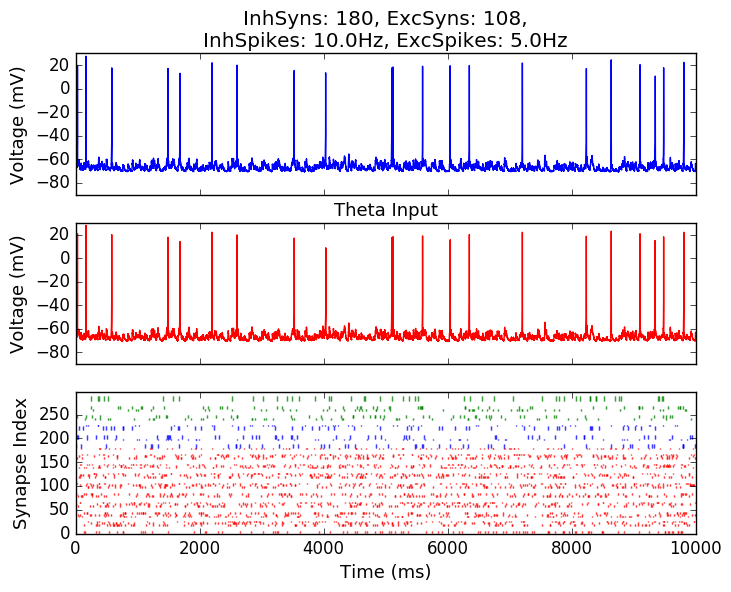 InhSyns: 180, ExcSyns: 108,
InhSpikes: 10.0Hz, ExcSpikes: 5.0Hz
Voltage (mV)
20
0
−20
−40
−60
−80
Theta Input
Voltage (mV)
20
0
−20
−40
−60
−80
Synapse Index
250
200
150
100
50
0
0 2000 4000 6000 8000 10000
Time (ms)